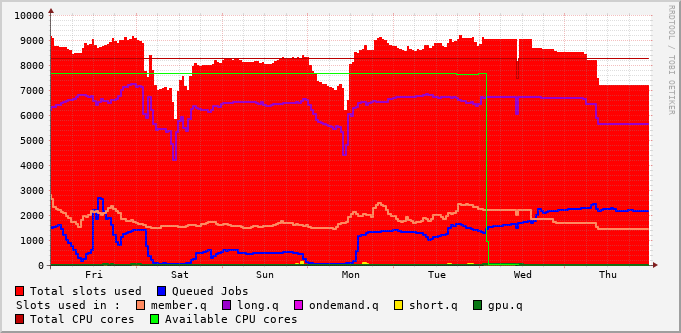 10000
9000
8000
7000
6000
5000
4000
3000
2000
1000
0
Fri Sat Sun Mon Tue Wed Thu
RRDTOOL / TOBI OETIKER
Total slots used Queued Jobs
Slots used in : member.q long.q ondemand.q short.q gpu.q
Total CPU cores Available CPU cores